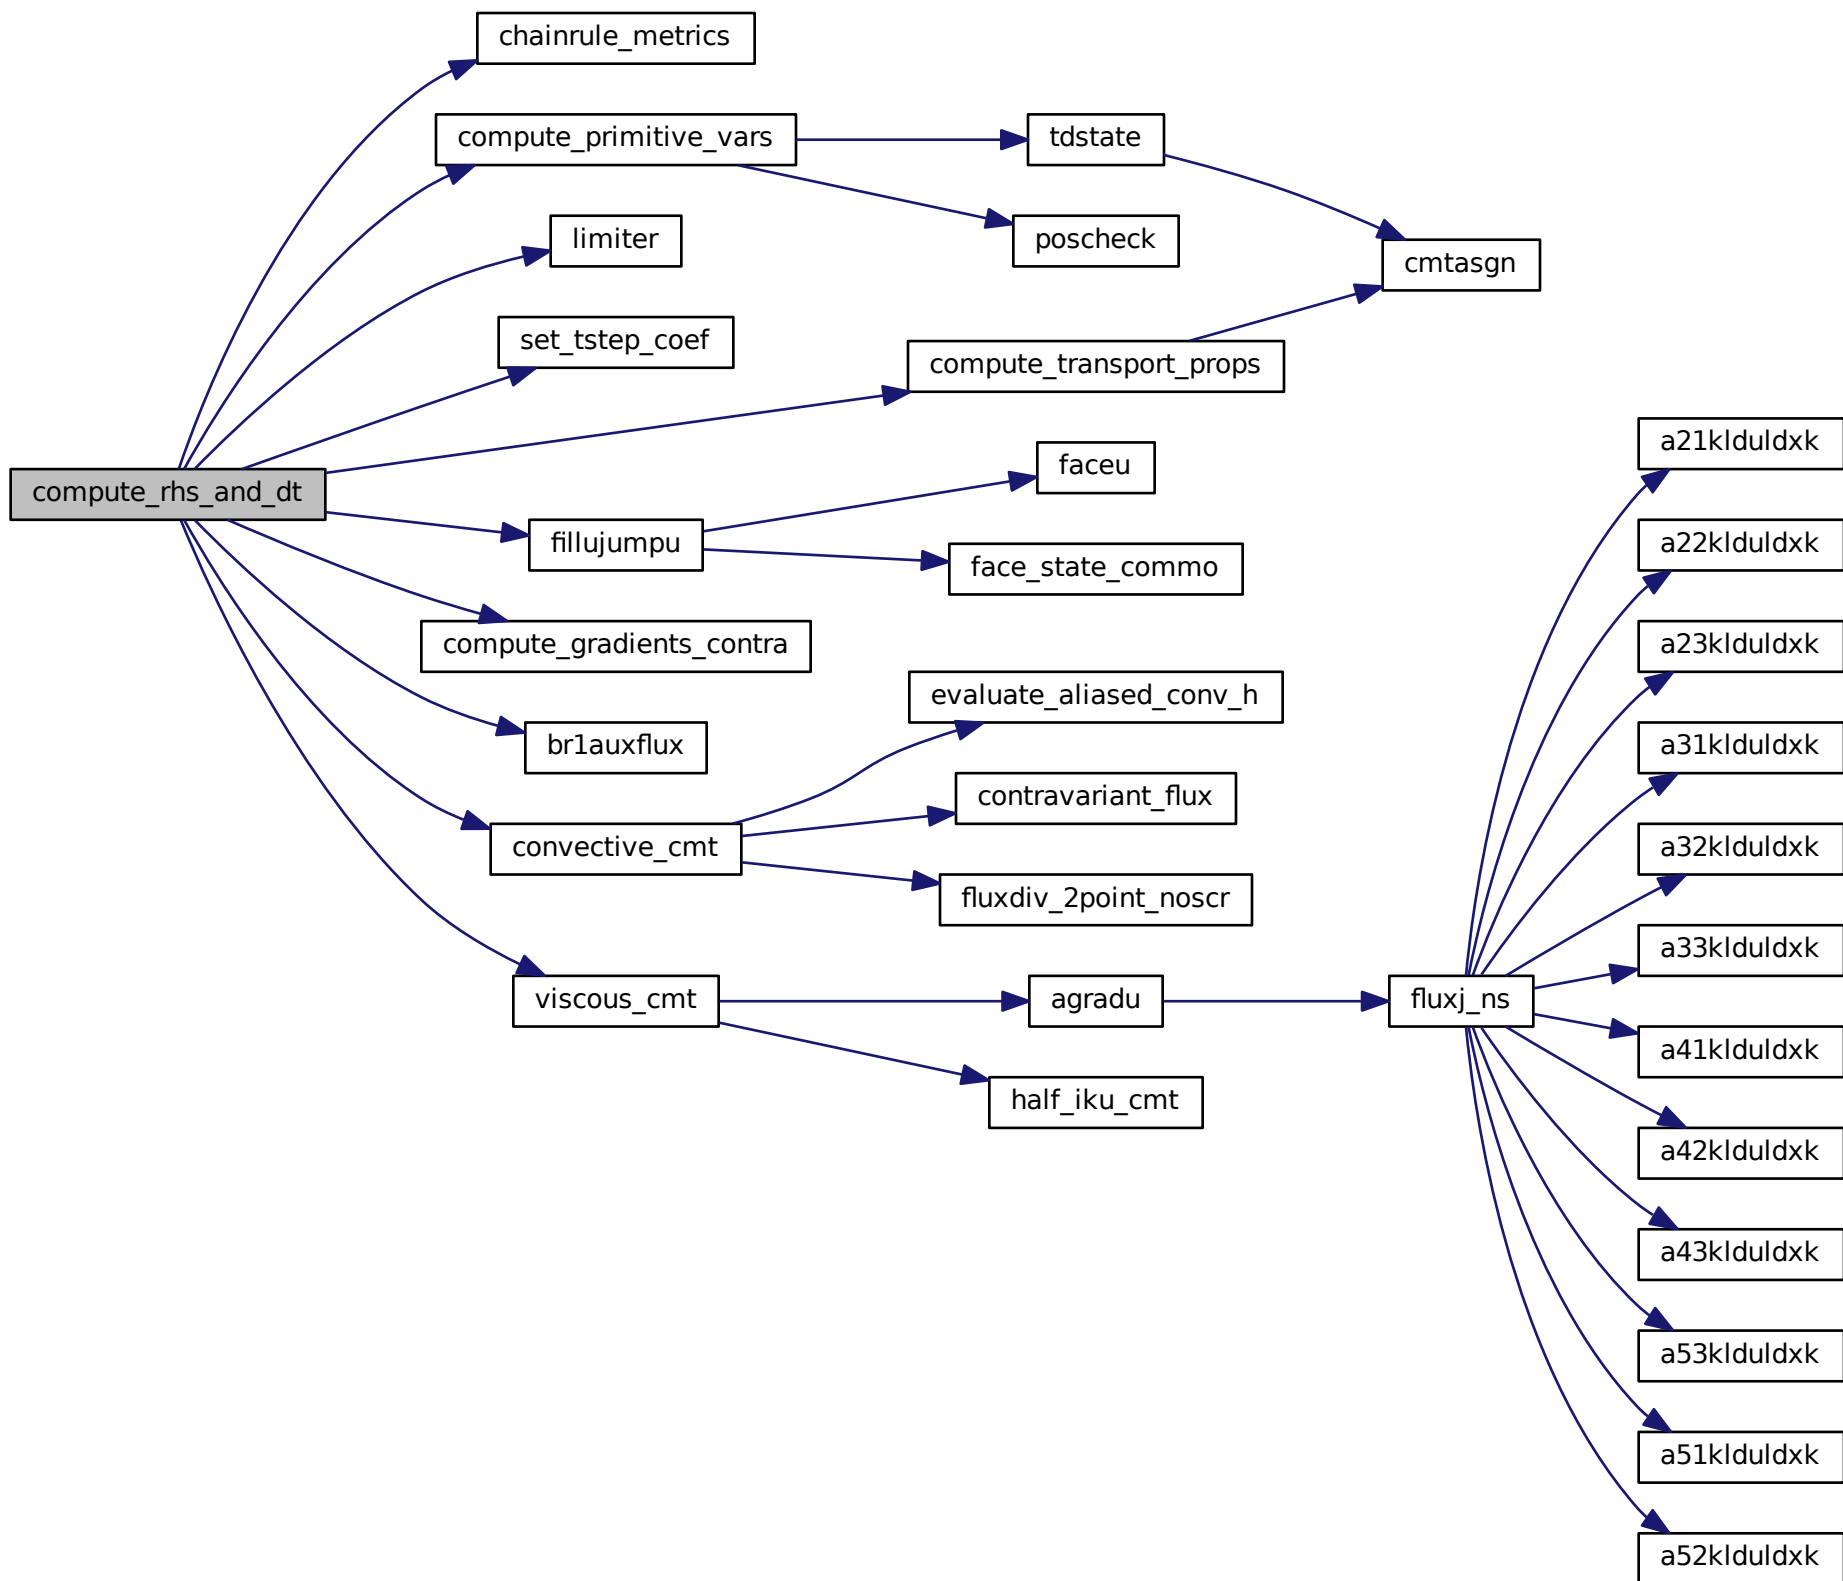 chainrule_metrics
compute_primitive_vars
tdstate
limiter
poscheck
cmtasgn
set_tstep_coef
compute_transport_props
a21klduldxk
faceu
compute_rhs_and_dt
fillujumpu
a22klduldxk
face_state_commo
compute_gradients_contra
a23klduldxk
evaluate_aliased_conv_h
br1auxflux
a31klduldxk
contravariant_flux
convective_cmt
a32klduldxk
fluxdiv_2point_noscr
a33klduldxk
viscous_cmt
agradu
fluxj_ns
a41klduldxk
half_iku_cmt
a42klduldxk
a43klduldxk
a53klduldxk
a51klduldxk
a52klduldxk